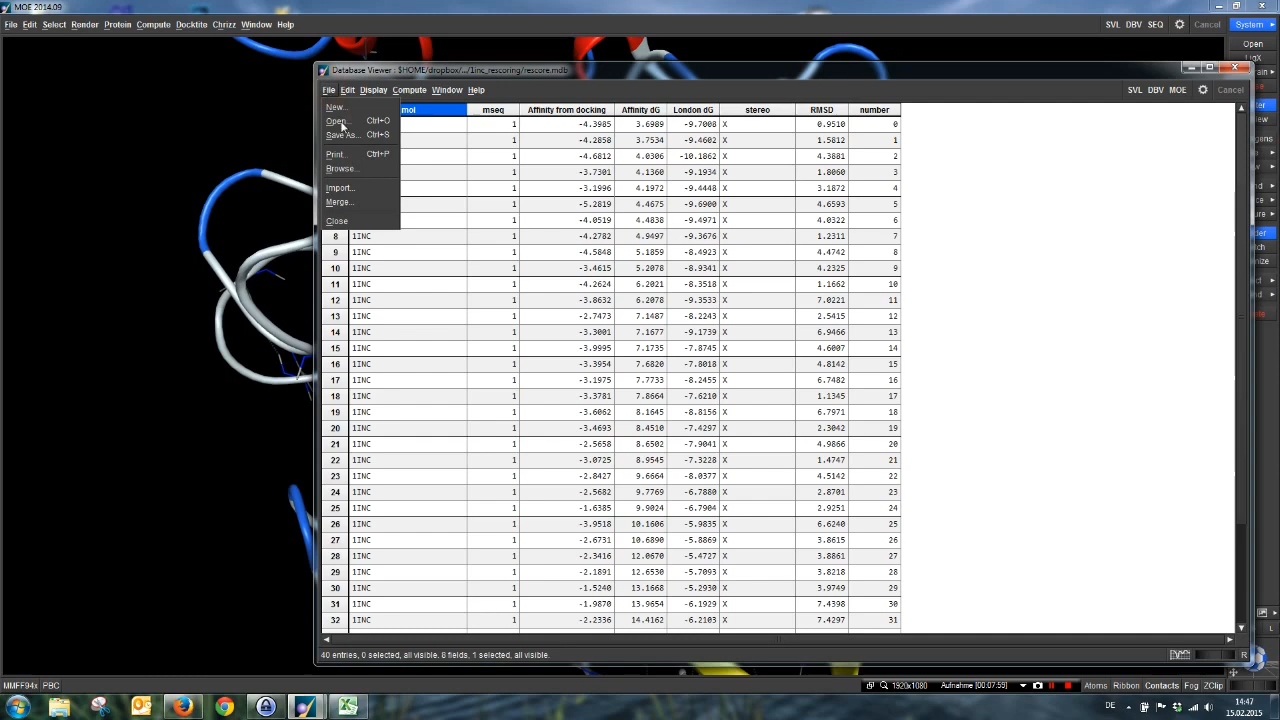 MOE 2014.09
File Edit Select Render Protein Compute Docktite Chrizz Window Help
SVL DBV SEQ Cancel System
Open
LigX
Database Viewer : $HOME/dropbox/.../1inc_rescoring/rescore.mdb
File Edit Display Compute Window Help
SVL DBV MOE Cancel
New...
Open... Ctrl+O
Save As... Ctrl+S
Print... Ctrl+P
Browse...
Import...
Merge...
Close
mol mseq Affinity from docking Affinity dG London dG stereo RMSD number
1 -4.3985 3.6989 -9.7008 X 0.9510 0
1 -4.2858 3.7534 -9.4602 X 1.5812 1
1 -4.6812 4.0306 -10.1862 X 4.3881 2
1 -3.7301 4.1360 -9.1934 X 1.8060 3
1 -3.1996 4.1972 -9.4448 X 3.1872 4
1 -5.2819 4.4675 -9.6900 X 4.6593 5
1 -4.0519 4.4838 -9.4971 X 4.0322 6
8 1INC 1 -4.2782 4.9497 -9.3676 X 1.2311 7
9 1INC 1 -4.5848 5.1859 -8.4923 X 4.4742 8
10 1INC 1 -3.4615 5.2078 -8.9341 X 4.2325 9
11 1INC 1 -4.2624 6.2021 -8.3518 X 1.1662 10
12 1INC 1 -3.8632 6.2078 -9.3533 X 7.0221 11
13 1INC 1 -2.7473 7.1487 -8.2243 X 2.5415 12
14 1INC 1 -3.3001 7.1677 -9.1739 X 6.9466 13
15 1INC 1 -3.9995 7.1735 -7.8745 X 4.6007 14
16 1INC 1 -3.3954 7.6820 -7.8018 X 4.8142 15
17 1INC 1 -3.1975 7.7733 -8.2455 X 6.7482 16
18 1INC 1 -3.3781 7.8664 -7.6210 X 1.1345 17
19 1INC 1 -3.6062 8.1645 -8.8156 X 6.7971 18
20 1INC 1 -3.4693 8.4510 -7.4297 X 2.3042 19
21 1INC 1 -2.5658 8.6502 -7.9041 X 4.9866 20
22 1INC 1 -3.0725 8.9545 -7.3228 X 1.4747 21
23 1INC 1 -2.8427 9.6664 -8.0377 X 4.5142 22
24 1INC 1 -2.5682 9.7769 -6.7880 X 2.8701 23
25 1INC 1 -1.6385 9.9024 -6.7904 X 2.9251 24
26 1INC 1 -3.9518 10.1606 -5.9835 X 6.6240 25
27 1INC 1 -2.6731 10.6890 -5.8869 X 3.8615 26
28 1INC 1 -2.3416 12.0670 -5.4727 X 3.8861 27
29 1INC 1 -2.1891 12.6530 -5.7093 X 3.8218 28
30 1INC 1 -1.5240 13.1668 -5.2930 X 3.9749 29
31 1INC 1 -1.9870 13.9654 -6.1929 X 7.4398 30
32 1INC 1 -2.2336 14.4162 -6.2103 X 7.4297 31
40 entries, 0 selected, all visible. 8 fields, 1 selected, all visible.
R
L
MMFF94x PBC
1920x1080 Aufnahme [00:07:59]
Atoms Ribbon Contacts Fog ZClip
DE
14:47
15.02.2015